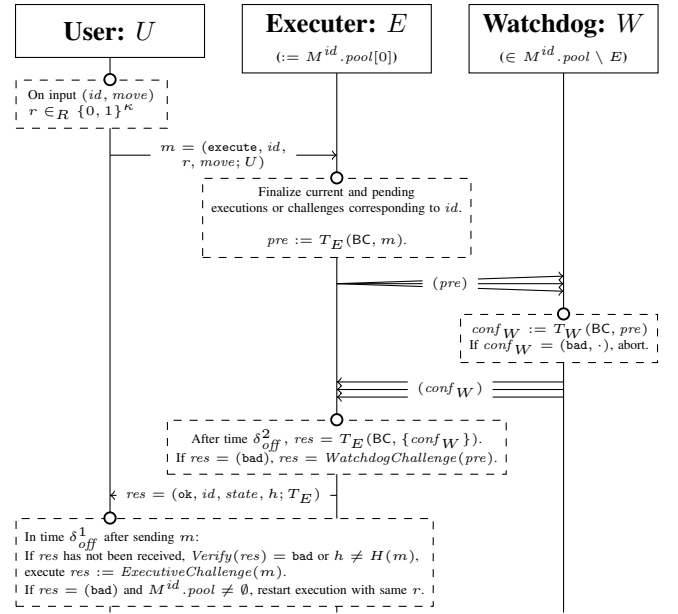 User: U
Executer: E
(:= M^id.pool[0])
Watchdog: W
(∈ M^id.pool \ E)
On input (id, move)
r ∈_R {0, 1}^κ
m = (execute, id,
r, move; U)
Finalize current and pending
executions or challenges corresponding to id.
pre := T_E(BC, m).
(pre)
conf_W := T_W(BC, pre)
If conf_W = (bad, ·), abort.
(conf_W)
After time δ^2_off, res = T_E(BC, {conf_W}).
If res = (bad), res = WatchdogChallenge(pre).
res = (ok, id, state, h; T_E)
In time δ^1_off after sending m:
If res has not been received, Verify(res) = bad or h ≠ H(m),
execute res := ExecutiveChallenge(m).
If res = (bad) and M^id.pool ≠ ∅, restart execution with same r.